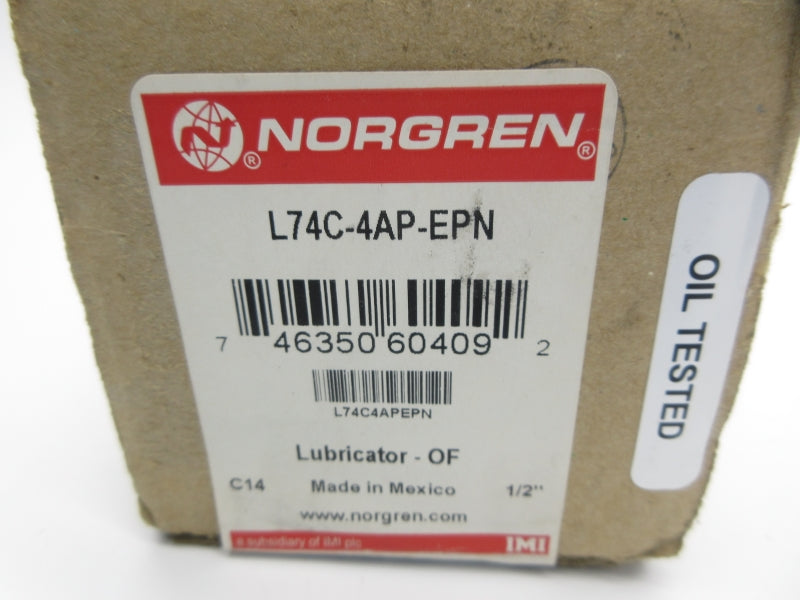 NORGREN®
L74C-4AP-EPN
7 46350 60409 2
L74C4APEPN
Lubricator - OF
C14 Made in Mexico 1/2"
www.norgren.com
a subsidiary of IMI plc IMI
OIL TESTED